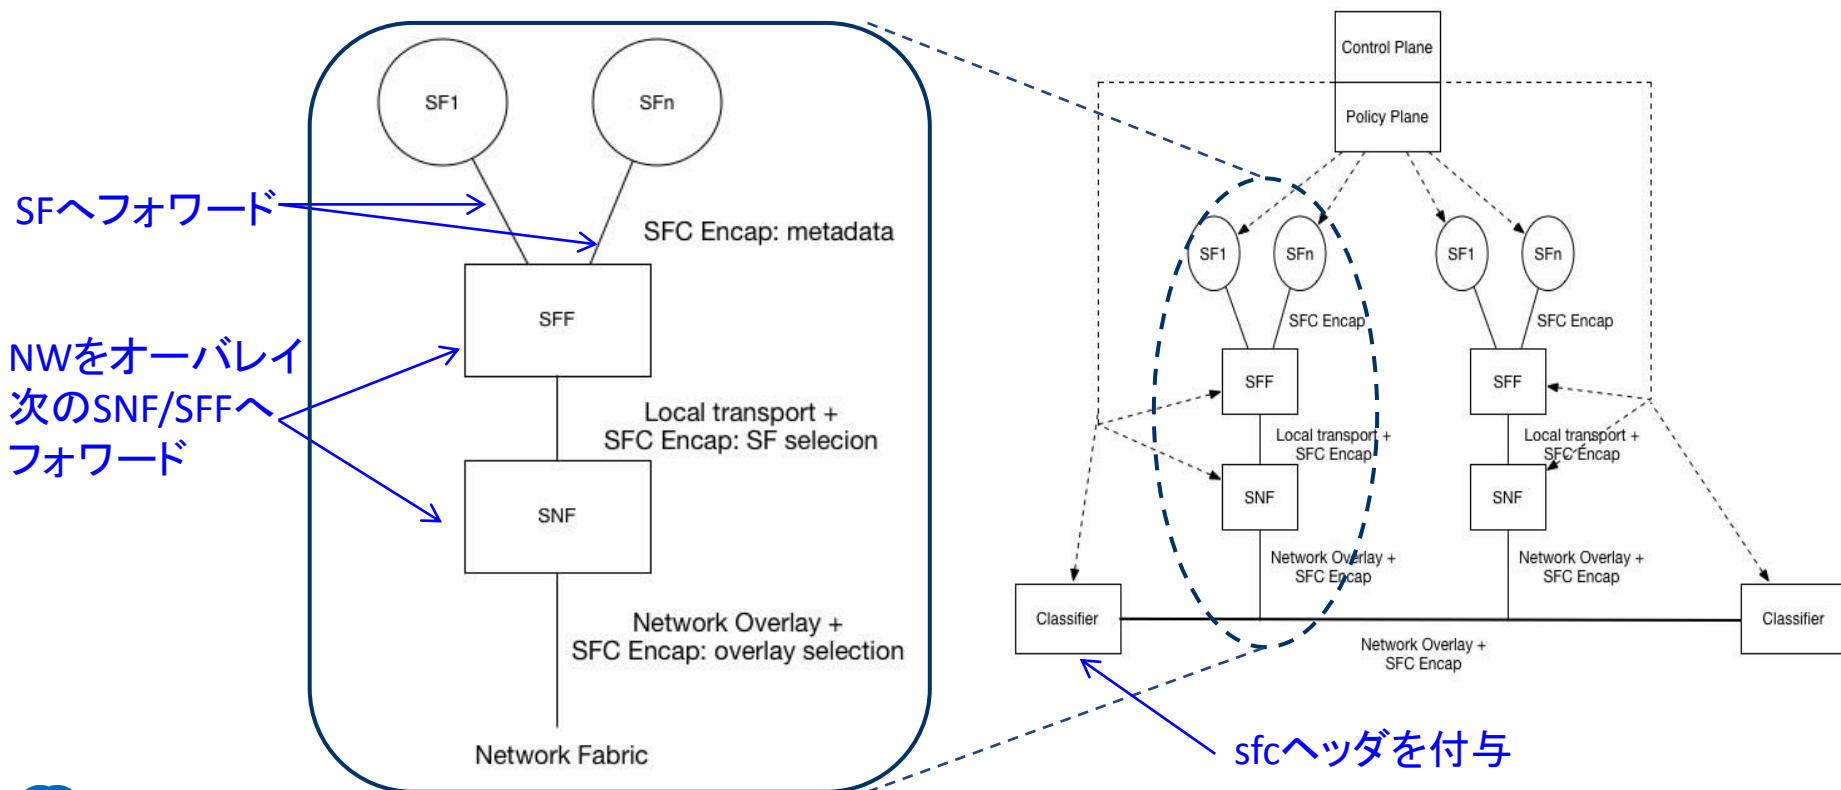 SF1
SFn
SFへフォワード
SFC Encap: metadata
SFF
NWをオーバレイ
次のSNF/SFFへ
フォワード
Local transport +
SFC Encap: SF selecion
SNF
Network Overlay +
SFC Encap: overlay selection
Network Fabric
Control Plane
Policy Plane
SF1
SFn
SF1
SFn
SFC Encap
SFC Encap
SFF
SFF
Local transport +
SFC Encap
Local transport +
SFC Encap
SNF
SNF
Network Overlay +
SFC Encap
Network Overlay +
SFC Encap
Classifier
Classifier
Network Overlay +
SFC Encap
sfcヘッダを付与